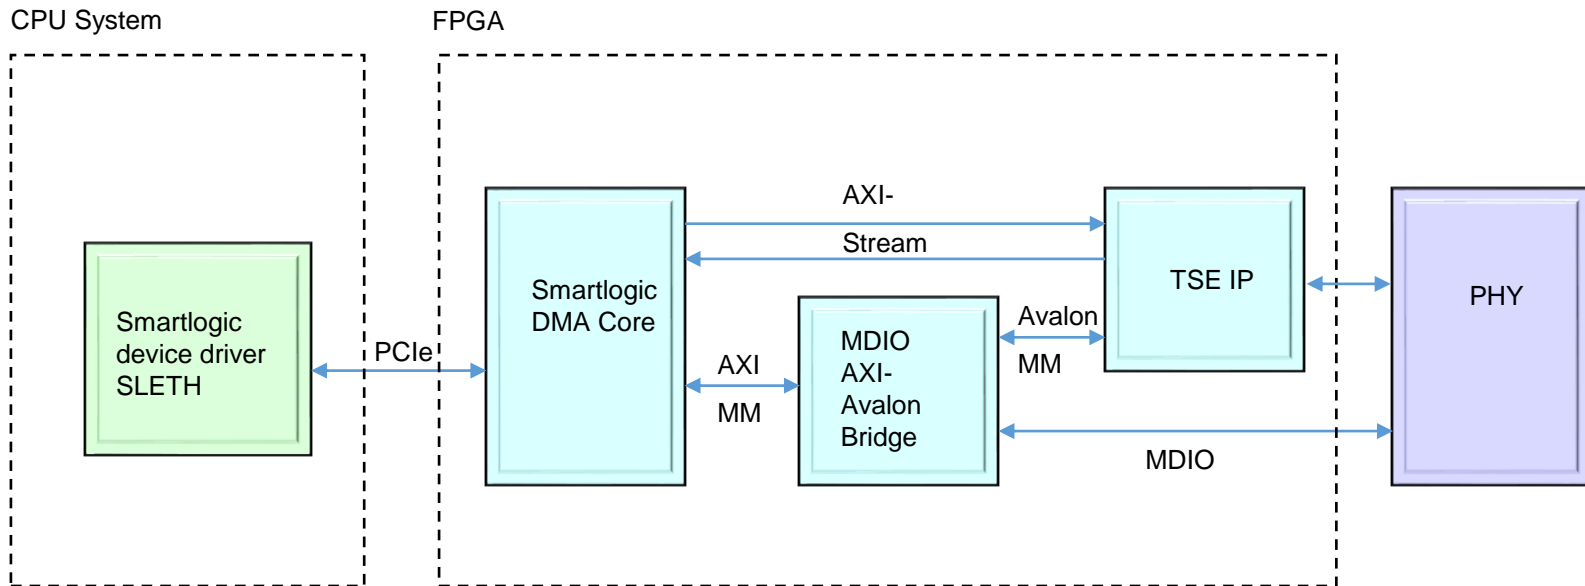 CPU System
FPGA
Smartlogic
device driver
SLETH
PCIe
Smartlogic
DMA Core
AXI-
Stream
AXI
MM
MDIO
AXI-
Avalon
Bridge
Avalon
MM
TSE IP
MDIO
PHY